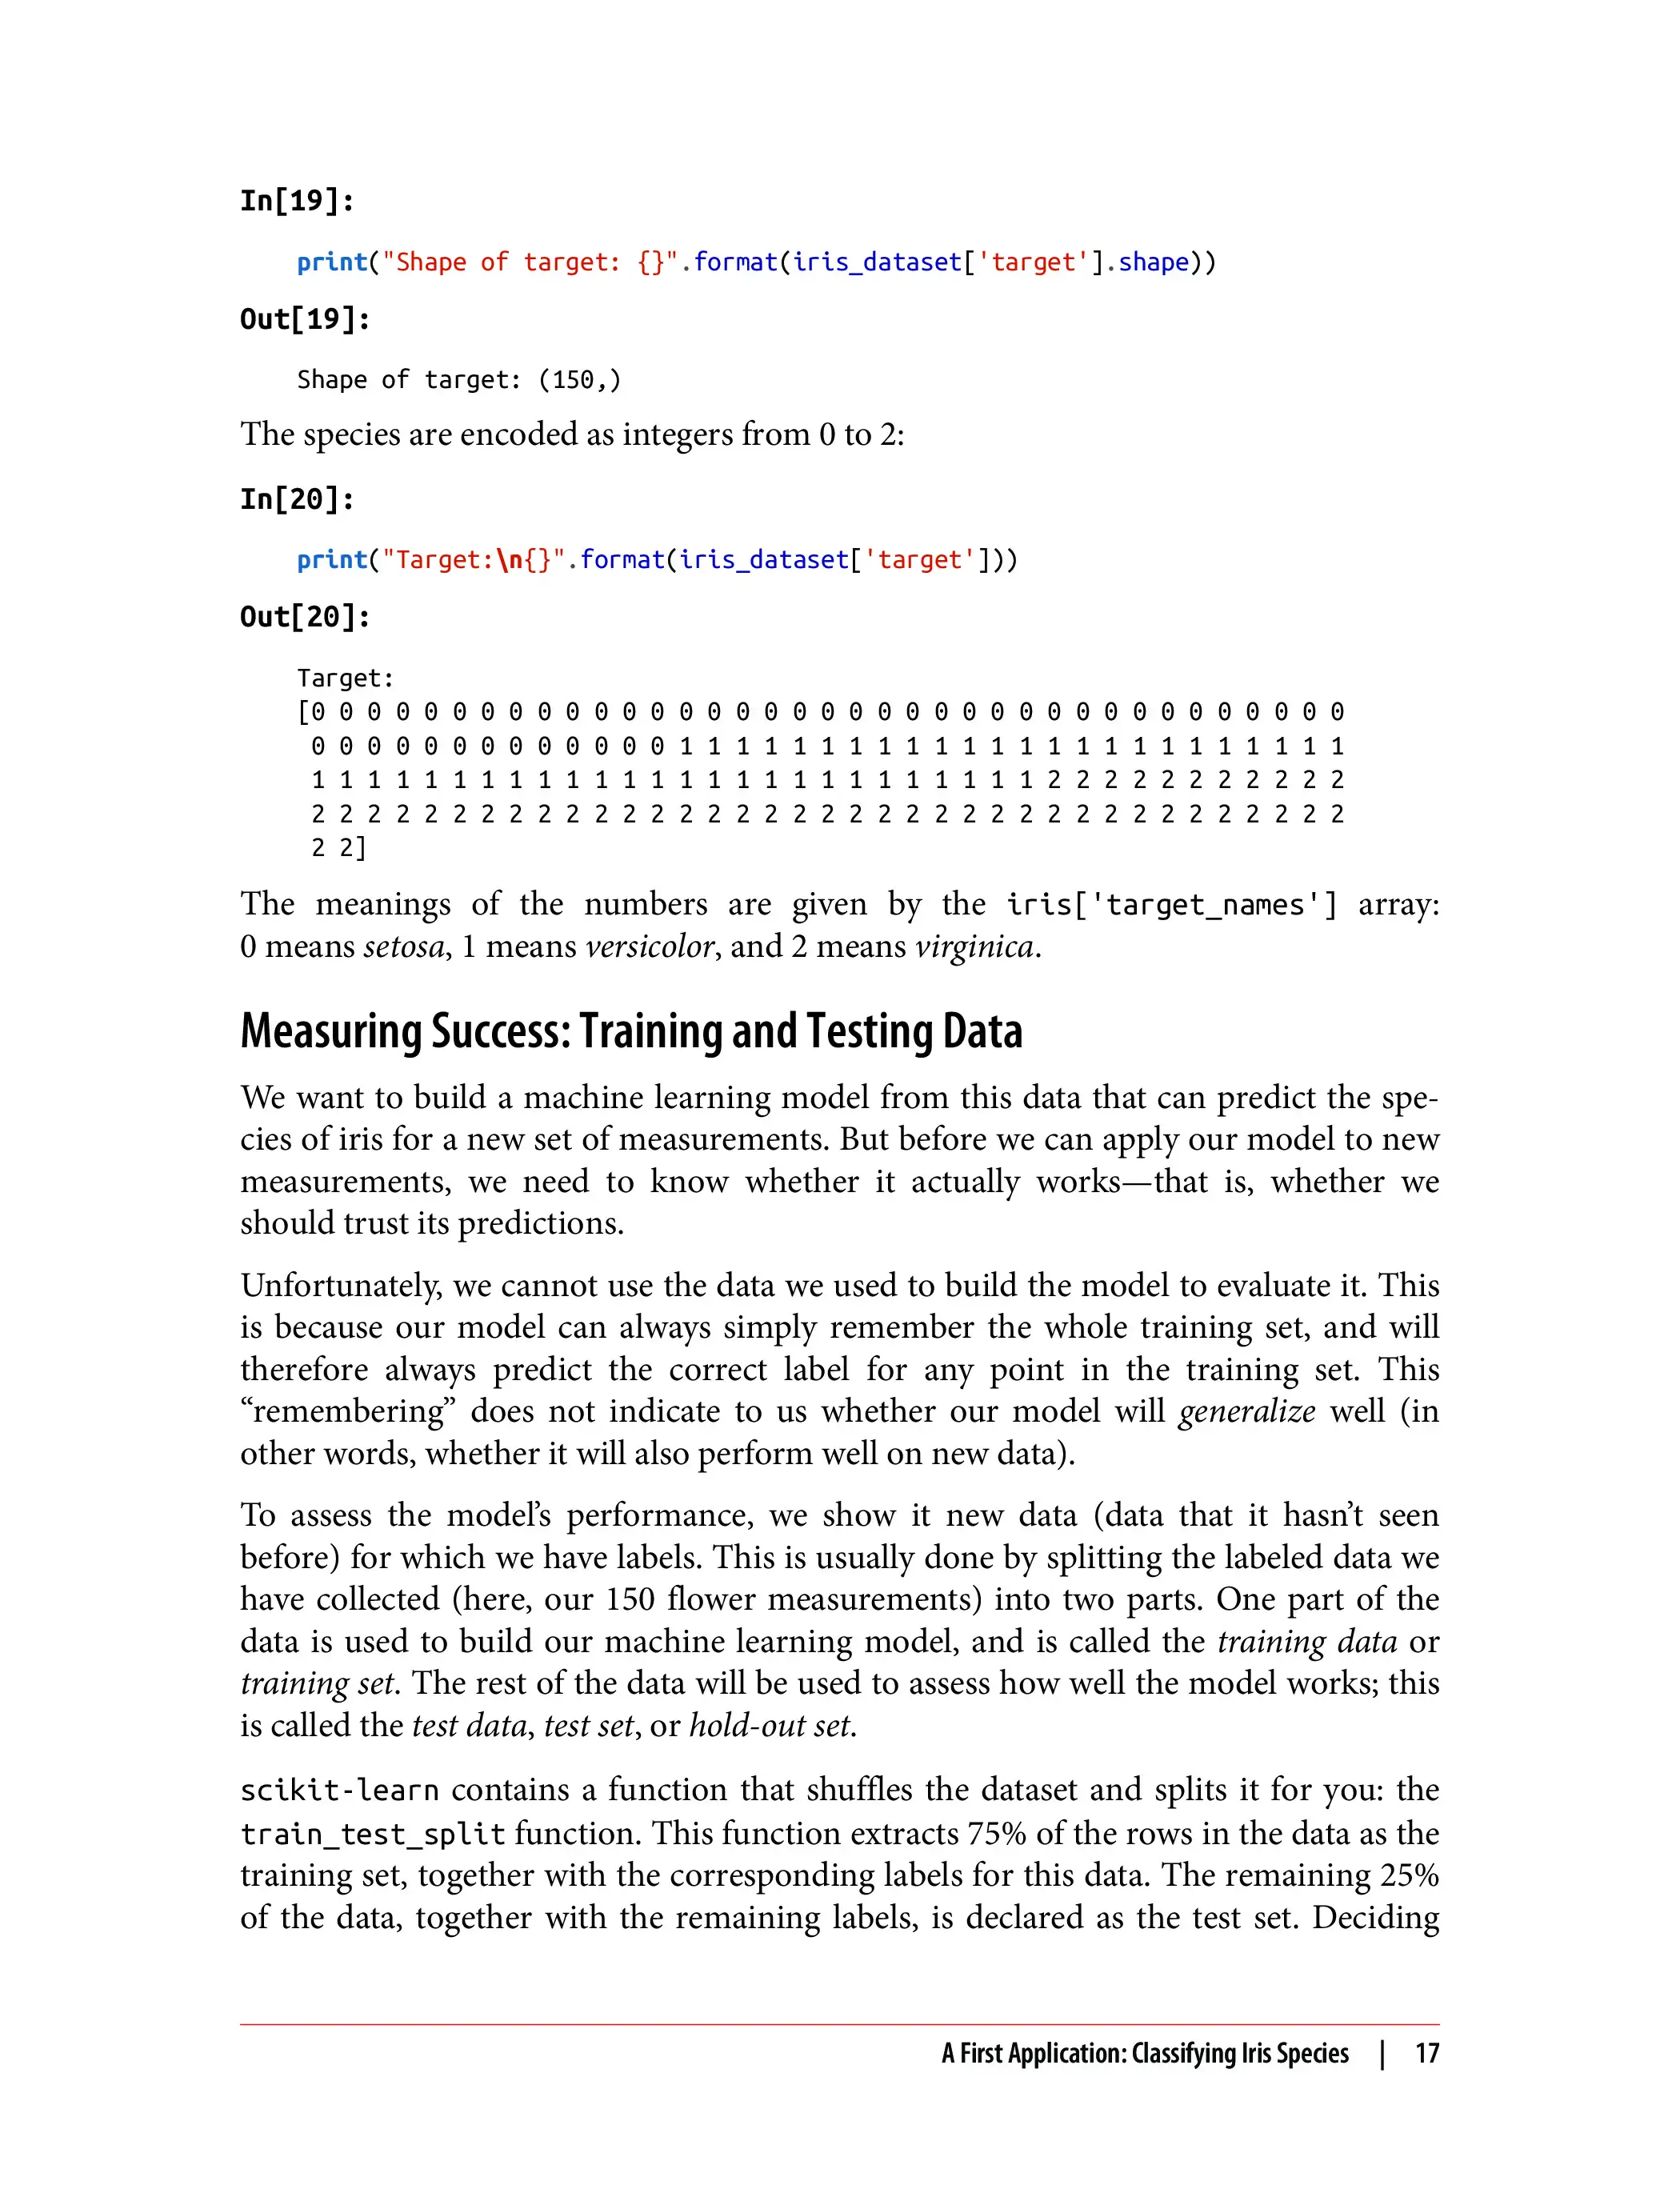 In[19]:
print("Shape of target: {}".format(iris_dataset['target'].shape))
Out[19]:
Shape of target: (150,)
The species are encoded as integers from 0 to 2:
In[20]:
print("Target:\n{}".format(iris_dataset['target']))
Out[20]:
Target:
[0 0 0 0 0 0 0 0 0 0 0 0 0 0 0 0 0 0 0 0 0 0 0 0 0 0 0 0 0 0 0 0 0 0 0 0 0
0 0 0 0 0 0 0 0 0 0 0 0 0 1 1 1 1 1 1 1 1 1 1 1 1 1 1 1 1 1 1 1 1 1 1 1 1
1 1 1 1 1 1 1 1 1 1 1 1 1 1 1 1 1 1 1 1 1 1 1 1 1 1 2 2 2 2 2 2 2 2 2 2 2
2 2 2 2 2 2 2 2 2 2 2 2 2 2 2 2 2 2 2 2 2 2 2 2 2 2 2 2 2 2 2 2 2 2 2 2 2
2 2]
The meanings of the numbers are given by the iris['target_names'] array:
0 means setosa, 1 means versicolor, and 2 means virginica.
Measuring Success: Training and Testing Data
We want to build a machine learning model from this data that can predict the spe-
cies of iris for a new set of measurements. But before we can apply our model to new
measurements, we need to know whether it actually works—that is, whether we
should trust its predictions.
Unfortunately, we cannot use the data we used to build the model to evaluate it. This
is because our model can always simply remember the whole training set, and will
therefore always predict the correct label for any point in the training set. This
“remembering” does not indicate to us whether our model will generalize well (in
other words, whether it will also perform well on new data).
To assess the model’s performance, we show it new data (data that it hasn’t seen
before) for which we have labels. This is usually done by splitting the labeled data we
have collected (here, our 150 flower measurements) into two parts. One part of the
data is used to build our machine learning model, and is called the training data or
training set. The rest of the data will be used to assess how well the model works; this
is called the test data, test set, or hold-out set.
scikit-learn contains a function that shuffles the dataset and splits it for you: the
train_test_split function. This function extracts 75% of the rows in the data as the
training set, together with the corresponding labels for this data. The remaining 25%
of the data, together with the remaining labels, is declared as the test set. Deciding
A First Application: Classifying Iris Species | 17